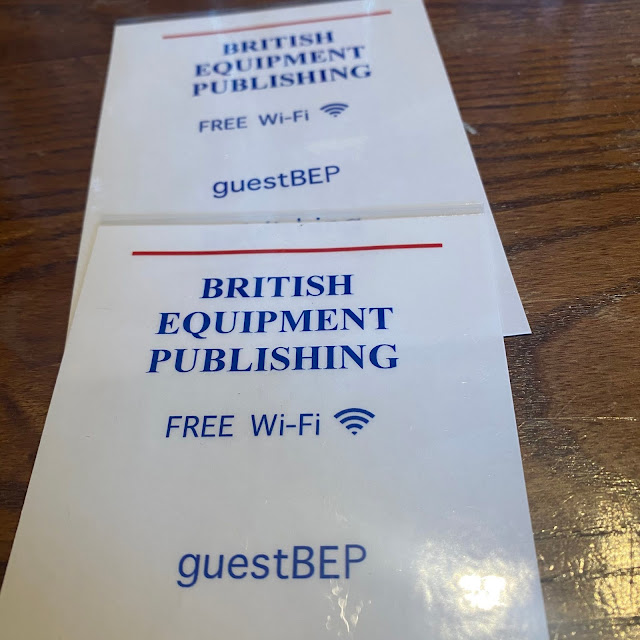 BRITISH
EQUIPMENT
PUBLISHING
FREE Wi-Fi
guestBEP
BRITISH
EQUIPMENT
PUBLISHING
FREE Wi-Fi
guestBEP